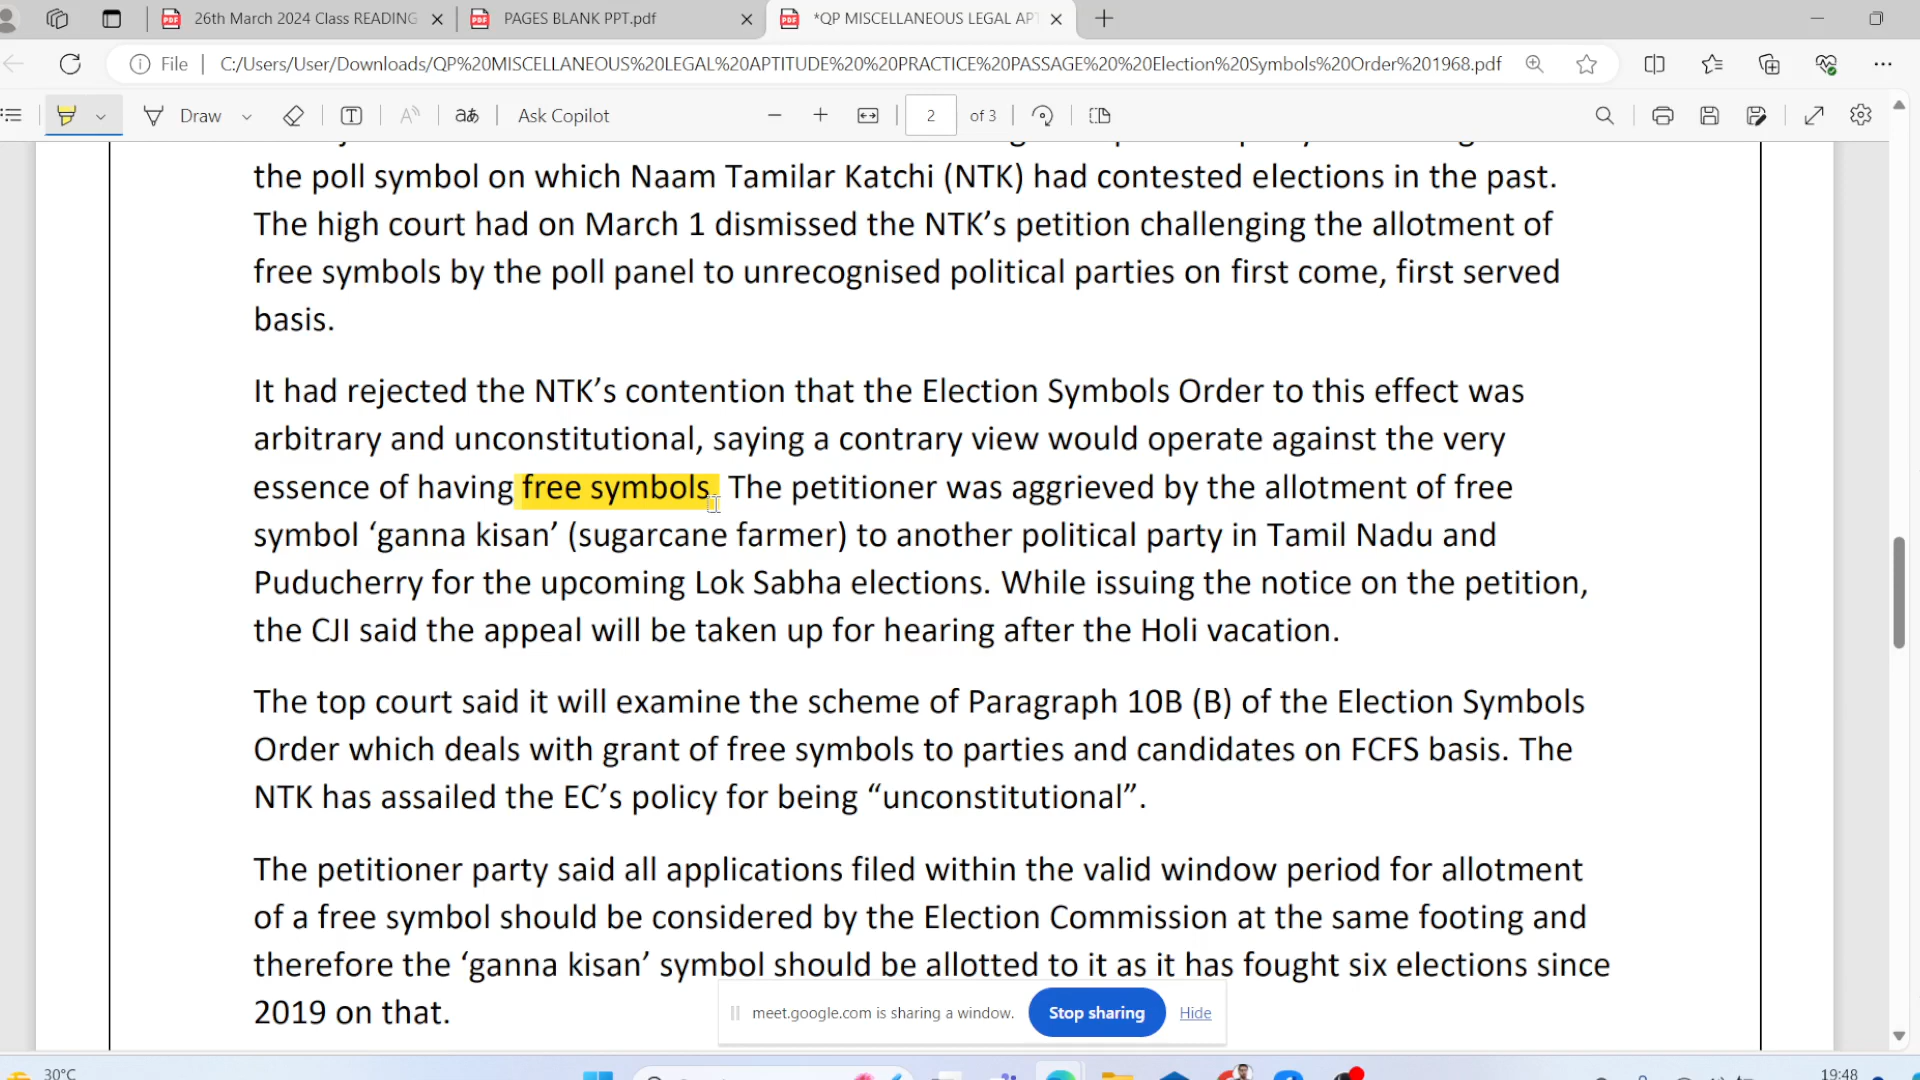 26th March 2024 Class READING
PAGES BLANK PPT.pdf
*QP MISCELLANEOUS LEGAL APT
File
C:/Users/User/Downloads/QP%20MISCELLANEOUS%20LEGAL%20APTITUDE%20%20PRACTICE%20PASSAGE%20%20Election%20Symbols%20Order%201968.pdf
Draw
aあ
Ask Copilot
2
of 3
the poll symbol on which Naam Tamilar Katchi (NTK) had contested elections in the past.
The high court had on March 1 dismissed the NTK’s petition challenging the allotment of
free symbols by the poll panel to unrecognised political parties on first come, first served
basis.
It had rejected the NTK’s contention that the Election Symbols Order to this effect was
arbitrary and unconstitutional, saying a contrary view would operate against the very
essence of having free symbols. The petitioner was aggrieved by the allotment of free
symbol ‘ganna kisan’ (sugarcane farmer) to another political party in Tamil Nadu and
Puducherry for the upcoming Lok Sabha elections. While issuing the notice on the petition,
the CJI said the appeal will be taken up for hearing after the Holi vacation.
The top court said it will examine the scheme of Paragraph 10B (B) of the Election Symbols
Order which deals with grant of free symbols to parties and candidates on FCFS basis. The
NTK has assailed the EC’s policy for being “unconstitutional”.
The petitioner party said all applications filed within the valid window period for allotment
of a free symbol should be considered by the Election Commission at the same footing and
therefore the ‘ganna kisan’ symbol should be allotted to it as it has fought six elections since
2019 on that.
meet.google.com is sharing a window.
Stop sharing
Hide
30°C
19:48